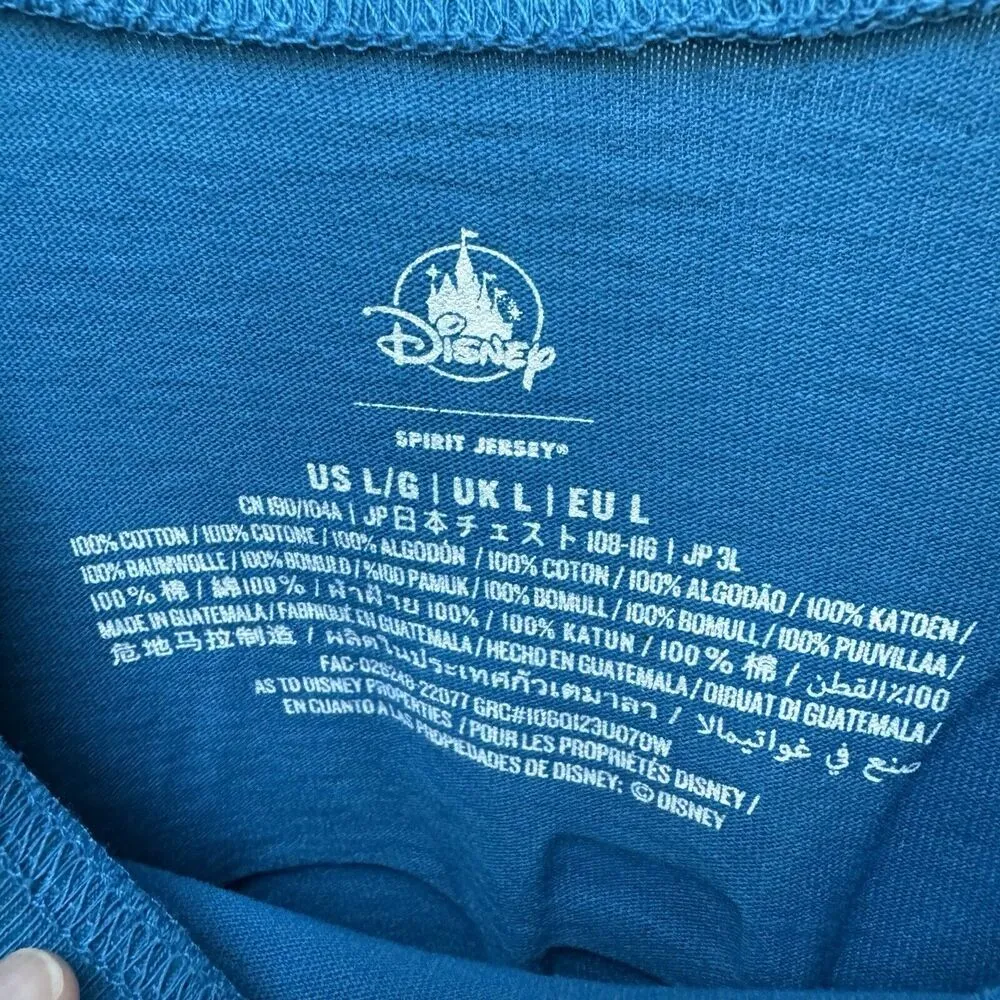 Disney
SPIRIT JERSEY®
US L/G | UK L | EU L
CN 190/104A | JP日本チェスト 108-116 | JP 3L
100% COTTON / 100% COTONE / 100% ALGODÓN / 100% COTON / 100% ALGODÃO / 100% KATOEN /
100% BAUMWOLLE / 100% BOMULD / %100 PAMUK / 100% BOMULL / 100% BOMULL / 100% PUUVILLAA /
100% 棉 / 綿100% / ผ้าฝ้าย 100% / 100% KATUN / 100% 棉 / القطن٪100
MADE IN GUATEMALA / FABRIQUÉ EN GUATEMALA / HECHO EN GUATEMALA / DIBUAT DI GUATEMALA /
危地马拉制造 / ผลิตในประเทศกัวเตมาลา / صنع في غواتيمالا
FAC-026248-22077 GRC#1060123U070W
AS TO DISNEY PROPERTIES / POUR LES PROPRIÉTÉS DISNEY /
EN CUANTO A LAS PROPIEDADES DE DISNEY: © DISNEY